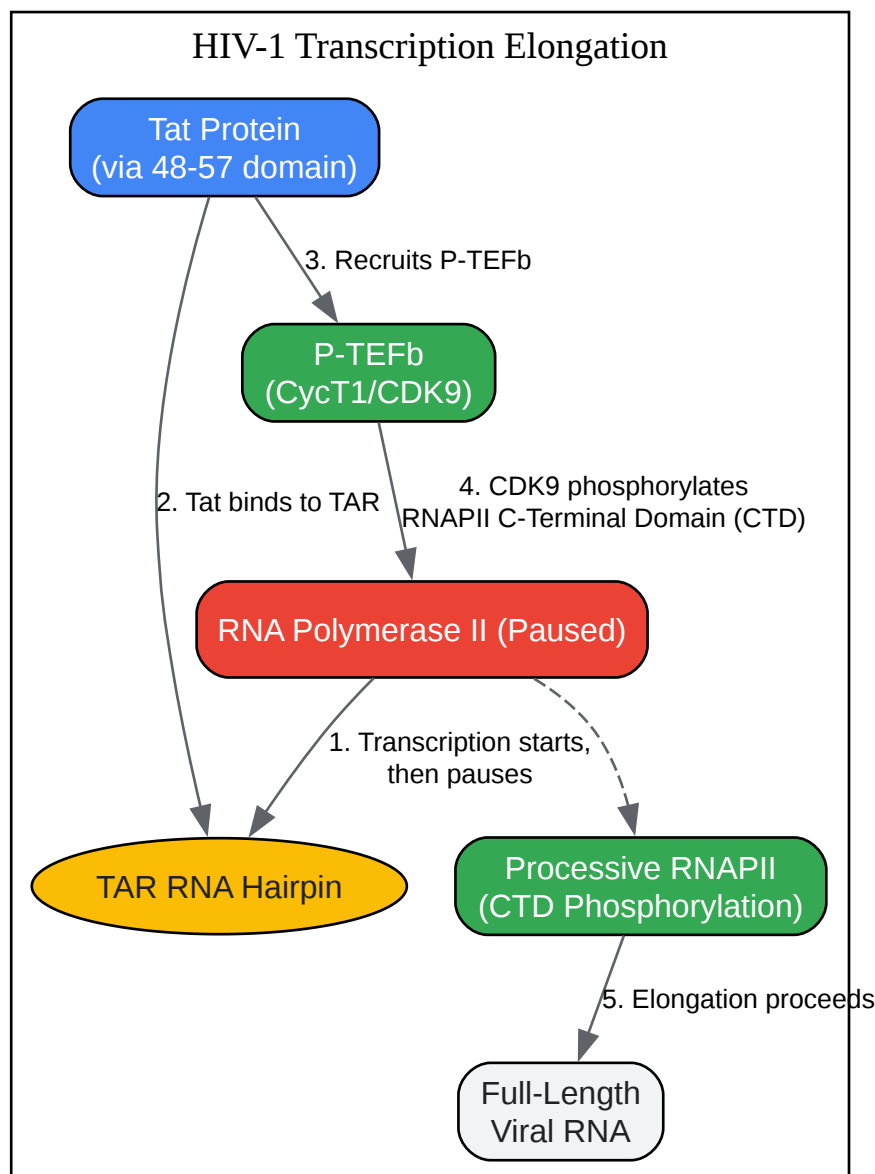 HIV-1 Transcription Elongation
Tat Protein
(via 48-57 domain)
3. Recruits P-TEFb
P-TEFb
(CycT1/CDK9)
2. Tat binds to TAR
4. CDK9 phosphorylates
RNAPII C-Terminal Domain (CTD)
RNA Polymerase II (Paused)
1. Transcription starts,
then pauses
TAR RNA Hairpin
Processive RNAPII
(CTD Phosphorylation)
5. Elongation proceeds
Full-Length
Viral RNA